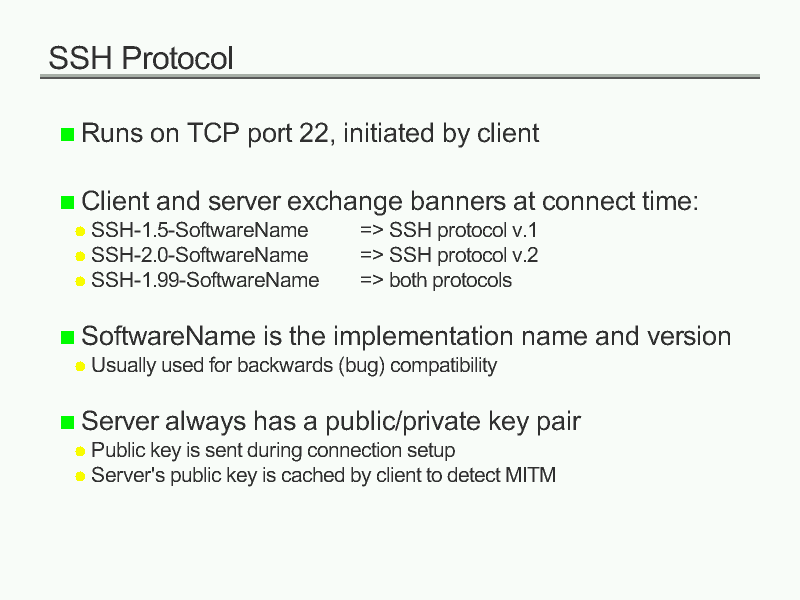 SSH Protocol
Runs on TCP port 22, initiated by client
Client and server exchange banners at connect time:
SSH-1.5-SoftwareName => SSH protocol v.1
SSH-2.0-SoftwareName => SSH protocol v.2
SSH-1.99-SoftwareName => both protocols
SoftwareName is the implementation name and version
Usually used for backwards (bug) compatibility
Server always has a public/private key pair
Public key is sent during connection setup
Server's public key is cached by client to detect MITM